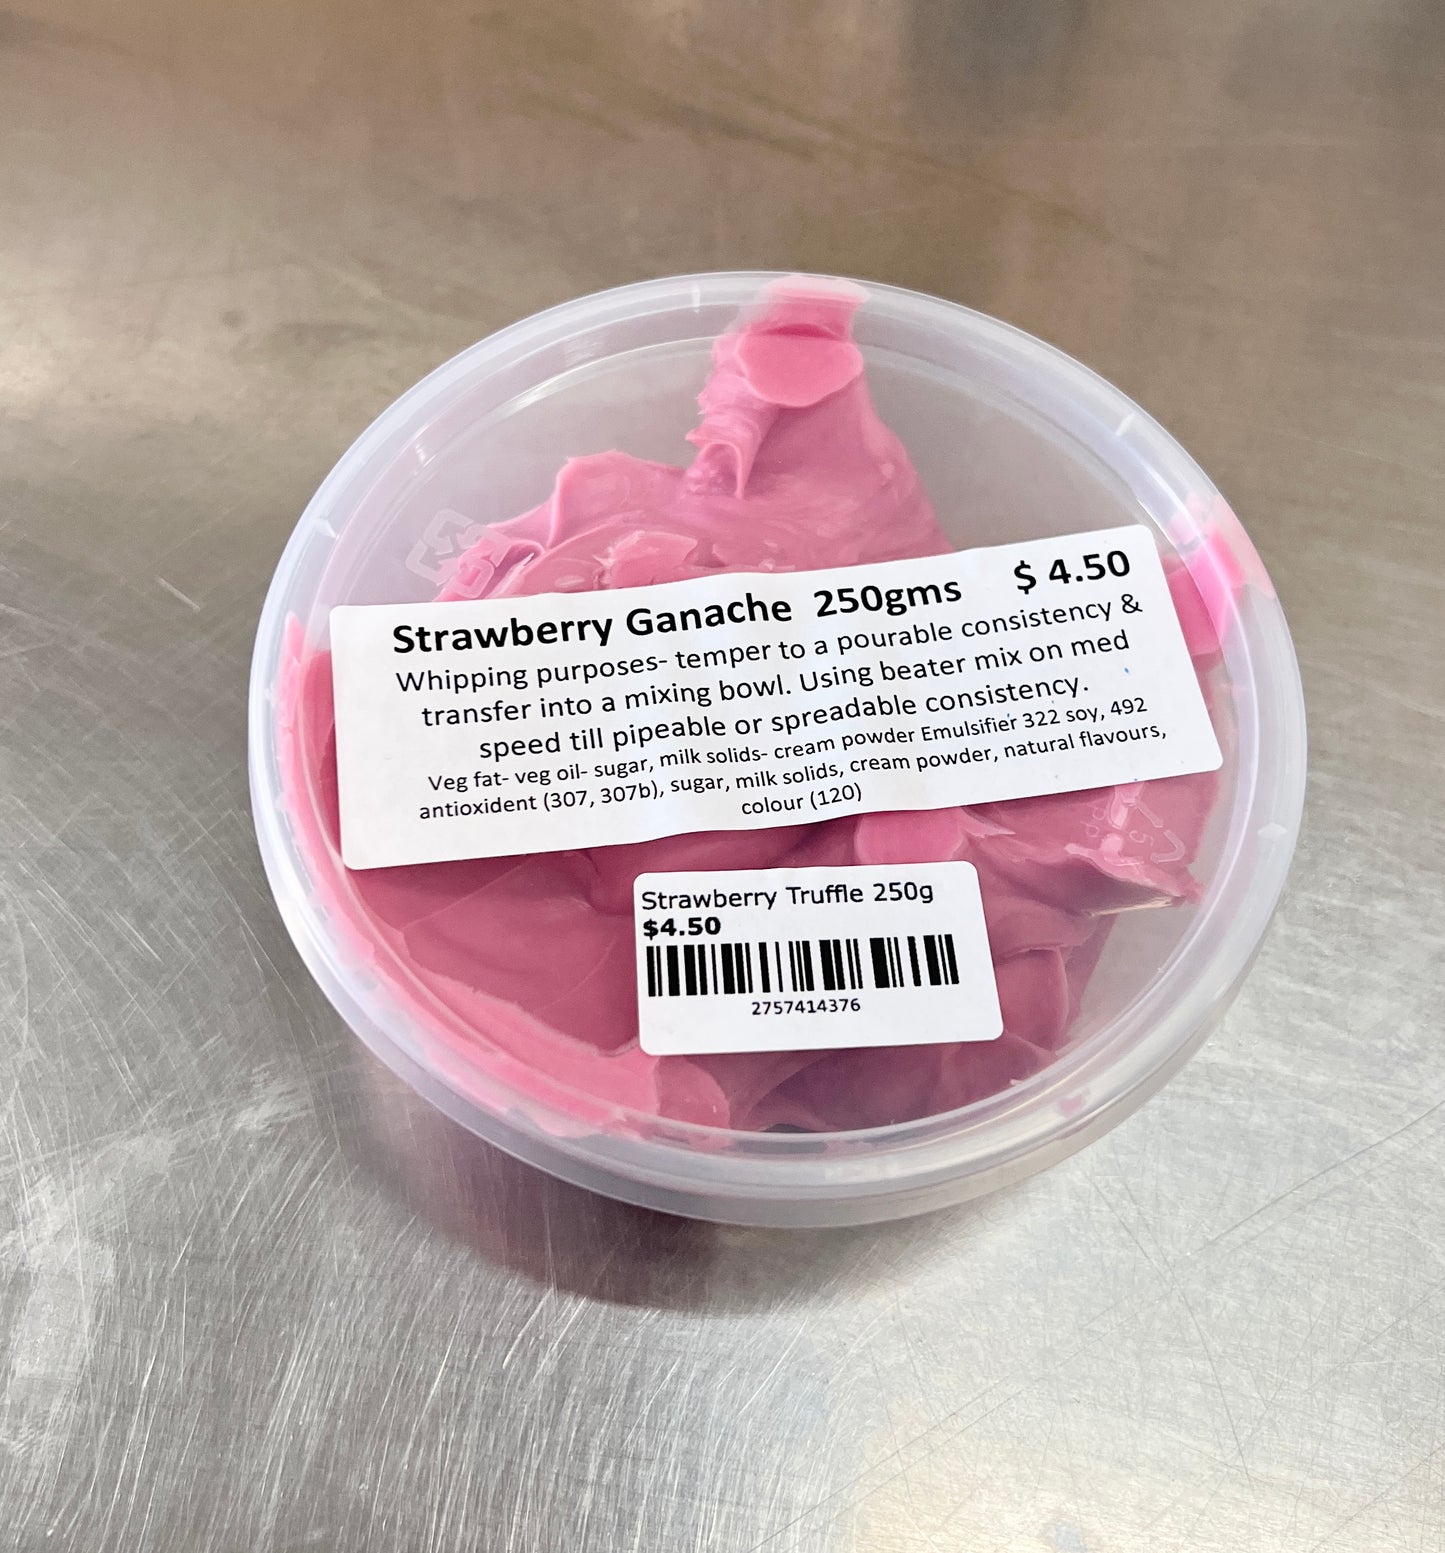 Strawberry Ganache 250gms $ 4.50
Whipping purposes- temper to a pourable consistency &
transfer into a mixing bowl. Using beater mix on med
speed till pipeable or spreadable consistency.
Veg fat- veg oil- sugar, milk solids- cream powder Emulsifier 322 soy, 492
antioxident (307, 307b), sugar, milk solids, cream powder, natural flavours,
colour (120)
Strawberry Truffle 250g
$4.50
2757414376